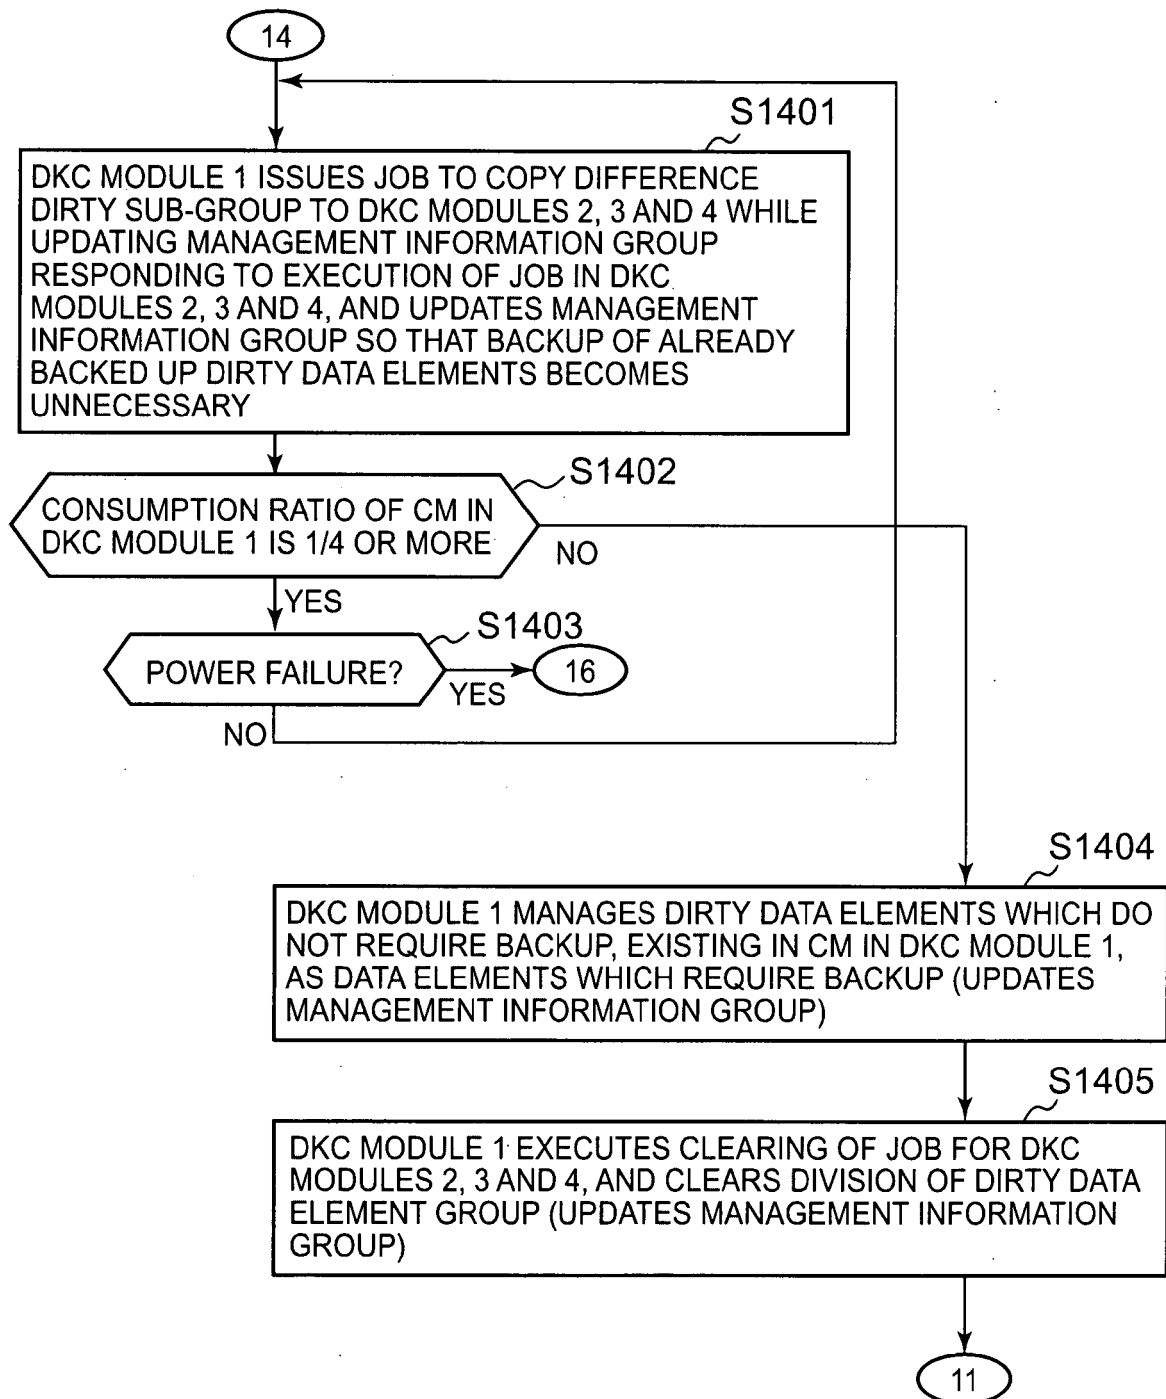 14
S1401
DKC MODULE 1 ISSUES JOB TO COPY DIFFERENCE
DIRTY SUB-GROUP TO DKC MODULES 2, 3 AND 4 WHILE
UPDATING MANAGEMENT INFORMATION GROUP
RESPONDING TO EXECUTION OF JOB IN DKC
MODULES 2, 3 AND 4, AND UPDATES MANAGEMENT
INFORMATION GROUP SO THAT BACKUP OF ALREADY
BACKED UP DIRTY DATA ELEMENTS BECOMES
UNNECESSARY
S1402
CONSUMPTION RATIO OF CM IN
DKC MODULE 1 IS 1/4 OR MORE
NO
YES
S1403
POWER FAILURE?
YES
16
NO
S1404
DKC MODULE 1 MANAGES DIRTY DATA ELEMENTS WHICH DO
NOT REQUIRE BACKUP, EXISTING IN CM IN DKC MODULE 1,
AS DATA ELEMENTS WHICH REQUIRE BACKUP (UPDATES
MANAGEMENT INFORMATION GROUP)
S1405
DKC MODULE 1 EXECUTES CLEARING OF JOB FOR DKC
MODULES 2, 3 AND 4, AND CLEARS DIVISION OF DIRTY DATA
ELEMENT GROUP (UPDATES MANAGEMENT INFORMATION
GROUP)
11